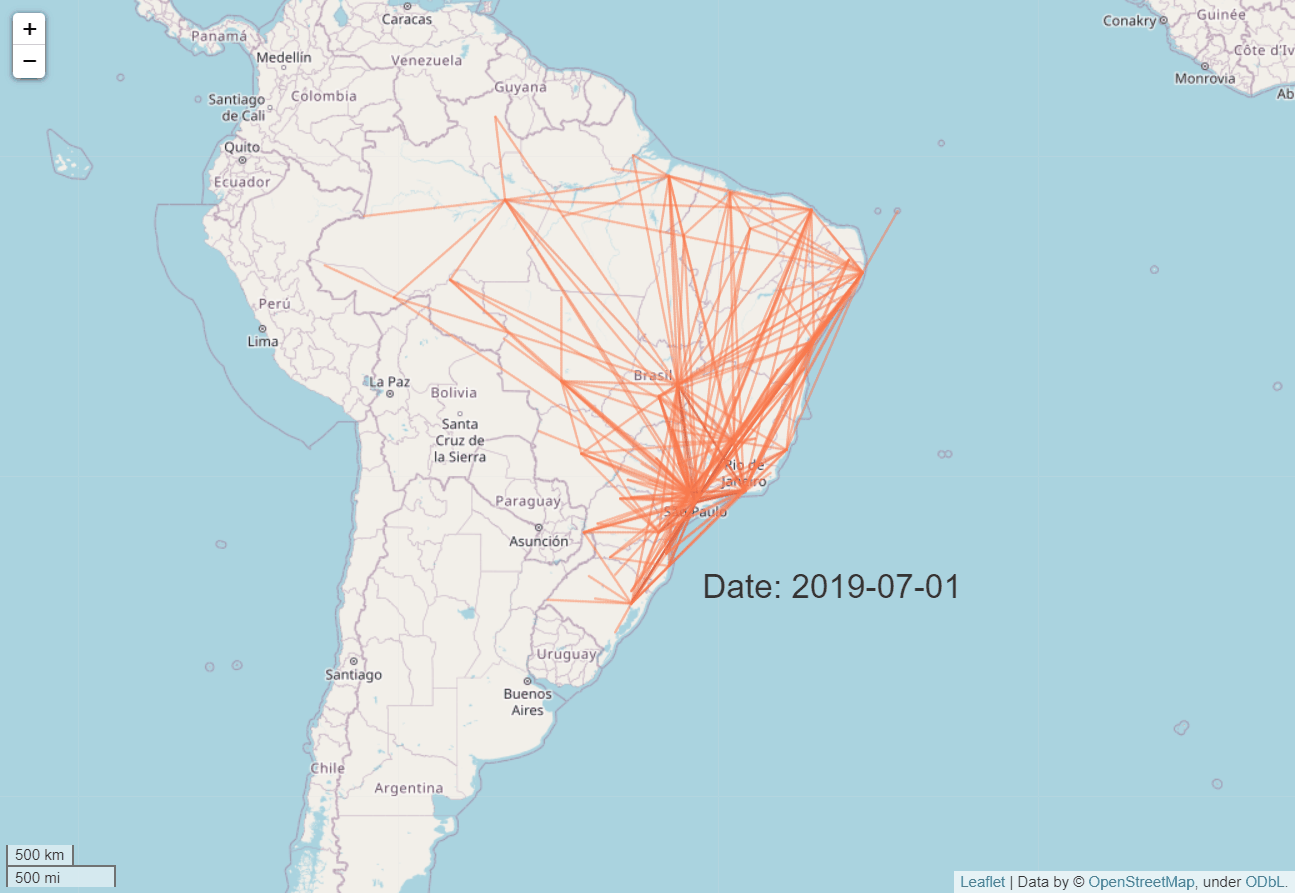 +
−
Caracas
Panamá
Medellín
Venezuela
Guyana
Santiago
de Cali
Colombia
Quito
Ecuador
Conakry
Guinée
Côte d'Iv
Monrovia
Ab
Perú
Lima
La Paz
Bolivia
Brasil
Santa
Cruz de
la Sierra
Rio de
Janeiro
São Paulo
Paraguay
Asunción
Date: 2019-07-01
Uruguay
Santiago
Buenos
Aires
Chile
Argentina
500 km
500 mi
Leaflet | Data by © OpenStreetMap, under ODbL.